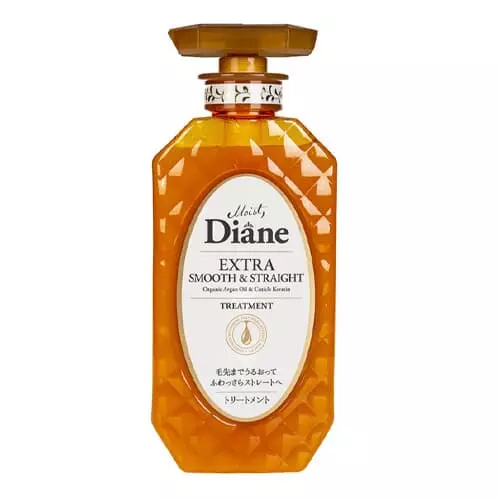 Moist
Diane
EXTRA
SMOOTH & STRAIGHT
Organic Argan Oil & Cuticle Keratin
TREATMENT
毛先までうるおって
ふわっさらストレートへ
トリートメント